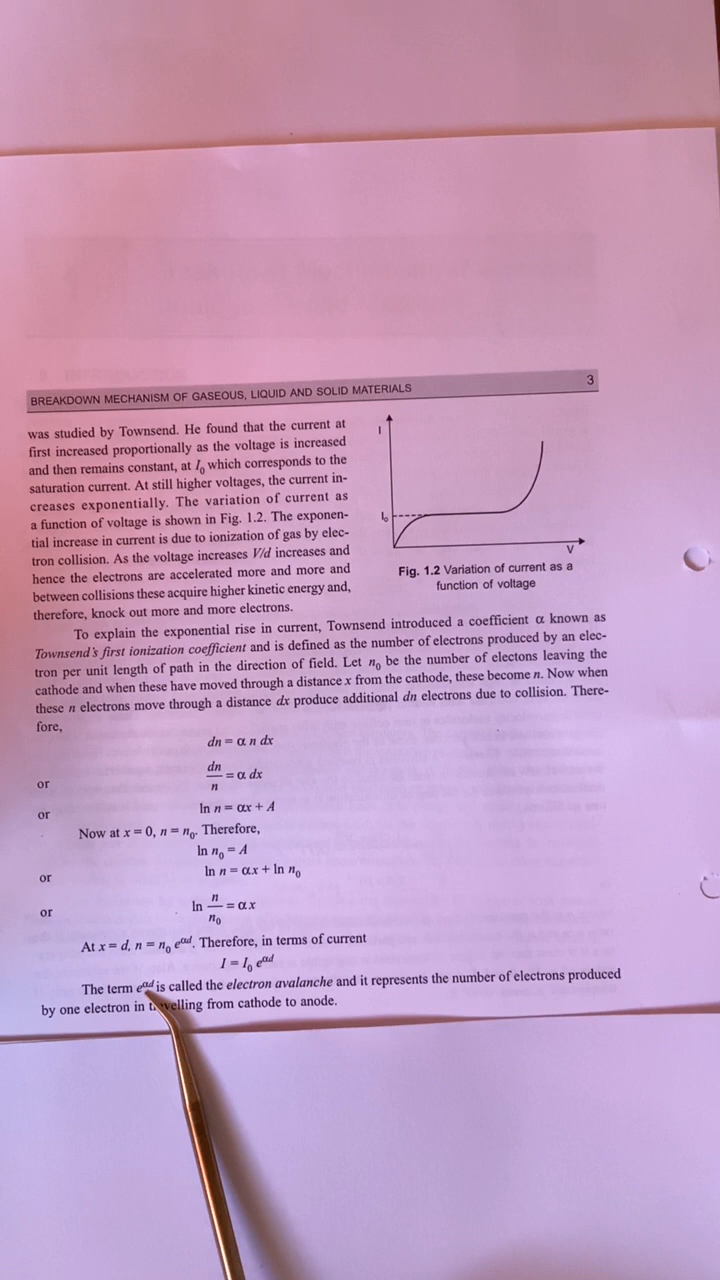 BREAKDOWN MECHANISM OF GASEOUS, LIQUID AND SOLID MATERIALS 3
was studied by Townsend. He found that the current at
first increased proportionally as the voltage is increased
and then remains constant, at I₀ which corresponds to the
saturation current. At still higher voltages, the current in-
creases exponentially. The variation of current as
a function of voltage is shown in Fig. 1.2. The exponen-
tial increase in current is due to ionization of gas by elec-
tron collision. As the voltage increases V/d increases and
hence the electrons are accelerated more and more and
between collisions these acquire higher kinetic energy and,
therefore, knock out more and more electrons.
I
I₀
V
Fig. 1.2 Variation of current as a
function of voltage
To explain the exponential rise in current, Townsend introduced a coefficient α known as
Townsend's first ionization coefficient and is defined as the number of electrons produced by an elec-
tron per unit length of path in the direction of field. Let n₀ be the number of electons leaving the
cathode and when these have moved through a distance x from the cathode, these become n. Now when
these n electrons move through a distance dx produce additional dn electrons due to collision. There-
fore,
dn = α n dx
or dn/n = α dx
or ln n = αx + A
Now at x = 0, n = n₀. Therefore,
ln n₀ = A
or ln n = αx + ln n₀
or ln n/n₀ = αx
At x = d, n = n₀ e^αd. Therefore, in terms of current
I = I₀ e^αd
The term e^αd is called the electron avalanche and it represents the number of electrons produced
by one electron in travelling from cathode to anode.